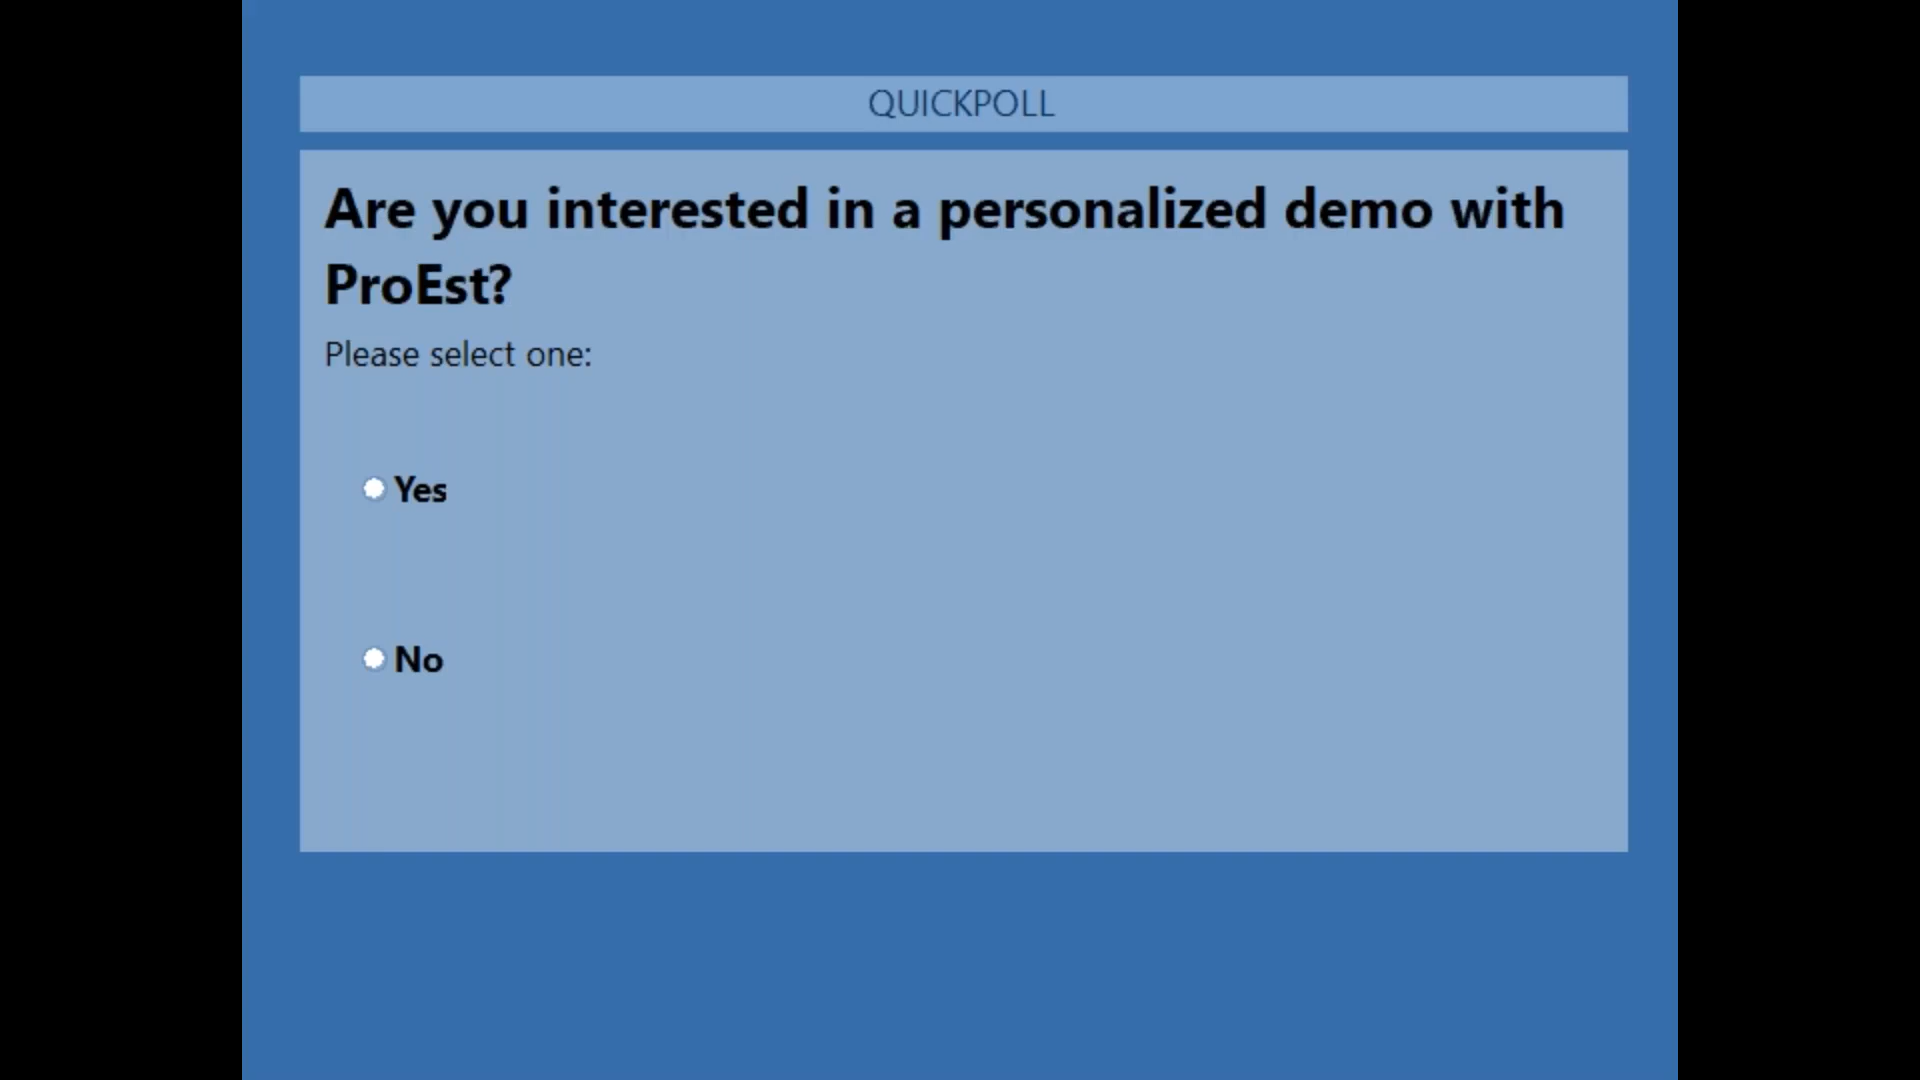 QUICKPOLL
Are you interested in a personalized demo with
ProEst?
Please select one:
Yes
No